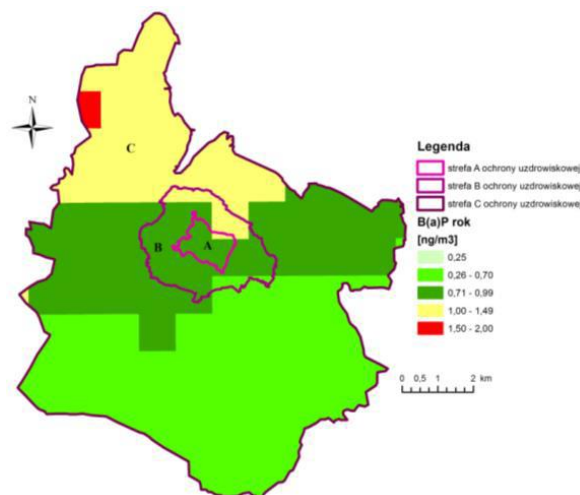 N
C
B
A
Legenda
strefa A ochrony uzdrowiskowej
strefa B ochrony uzdrowiskowej
strefa C ochrony uzdrowiskowej
B(a)P rok
[ng/m3]
0,25
0,26 - 0,70
0,71 - 0,99
1,00 - 1,49
1,50 - 2,00
0 0,5 1 2 km